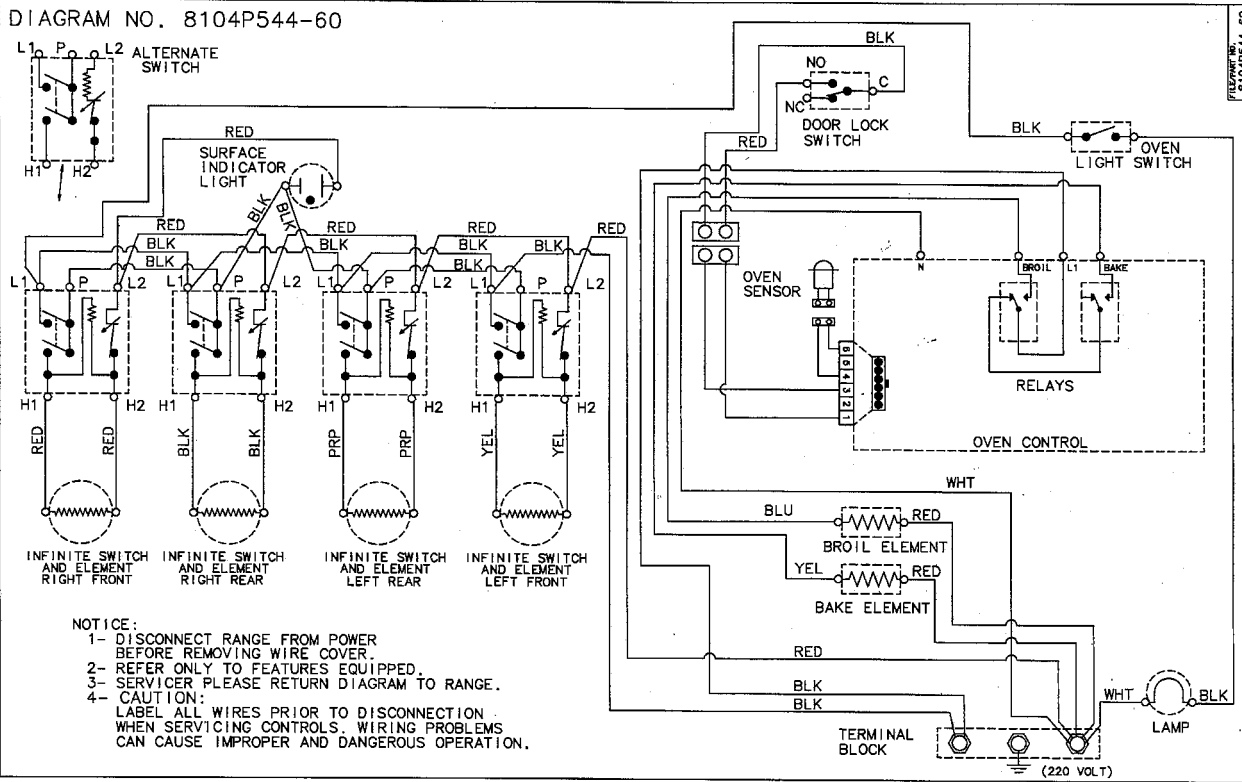 DIAGRAM NO. 8104P544-60
L1 P L2 ALTERNATE
SWITCH
H1 H2
RED
SURFACE
INDICATOR
LIGHT
BLK
BLK
BLK
NO
C
NC
DOOR LOCK
SWITCH
RED
BLK
OVEN
LIGHT SWITCH
FILE/PART NO.
8104P544-60
RED
BLK
BLK
RED
BLK
RED
BLK
BLK
RED
L1 P L2
L1 P L2
L1 P L2
L1 P L2
OVEN
SENSOR
N BROIL L1 BAKE
6
5
4
3
2
1
RELAYS
OVEN CONTROL
H1 H2
H1 H2
H1 H2
H1 H2
RED RED
BLK BLK
PRP PRP
YEL YEL
INFINITE SWITCH
AND ELEMENT
RIGHT FRONT
INFINITE SWITCH
AND ELEMENT
RIGHT REAR
INFINITE SWITCH
AND ELEMENT
LEFT REAR
INFINITE SWITCH
AND ELEMENT
LEFT FRONT
WHT
BLU RED
BROIL ELEMENT
YEL RED
BAKE ELEMENT
NOTICE:
1- DISCONNECT RANGE FROM POWER
BEFORE REMOVING WIRE COVER.
2- REFER ONLY TO FEATURES EQUIPPED.
3- SERVICER PLEASE RETURN DIAGRAM TO RANGE.
4- CAUTION:
LABEL ALL WIRES PRIOR TO DISCONNECTION
WHEN SERVICING CONTROLS. WIRING PROBLEMS
CAN CAUSE IMPROPER AND DANGEROUS OPERATION.
RED
BLK
BLK
WHT BLK
LAMP
TERMINAL
BLOCK
(220 VOLT)